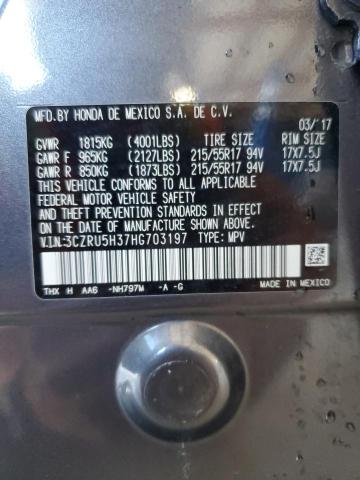 MFD.BY HONDA DE MEXICO S.A. DE C.V.
03/'17
GVWR 1815KG (4001LBS) TIRE SIZE RIM SIZE
GAWR F 965KG (2127LBS) 215/55R17 94V 17X7.5J
GAWR R 850KG (1873LBS) 215/55R17 94V 17X7.5J
THIS VEHICLE CONFORMS TO ALL APPLICABLE
FEDERAL MOTOR VEHICLE SAFETY
AND THEFT PREVENTION STANDARDS IN EFFECT
ON THE DATE OF MANUFACTURE SHOWN ABOVE.
V.I.N:3CZRU5H37HG703197 TYPE: MPV
THX H AA6 -NH797M -A -G
MADE IN MEXICO